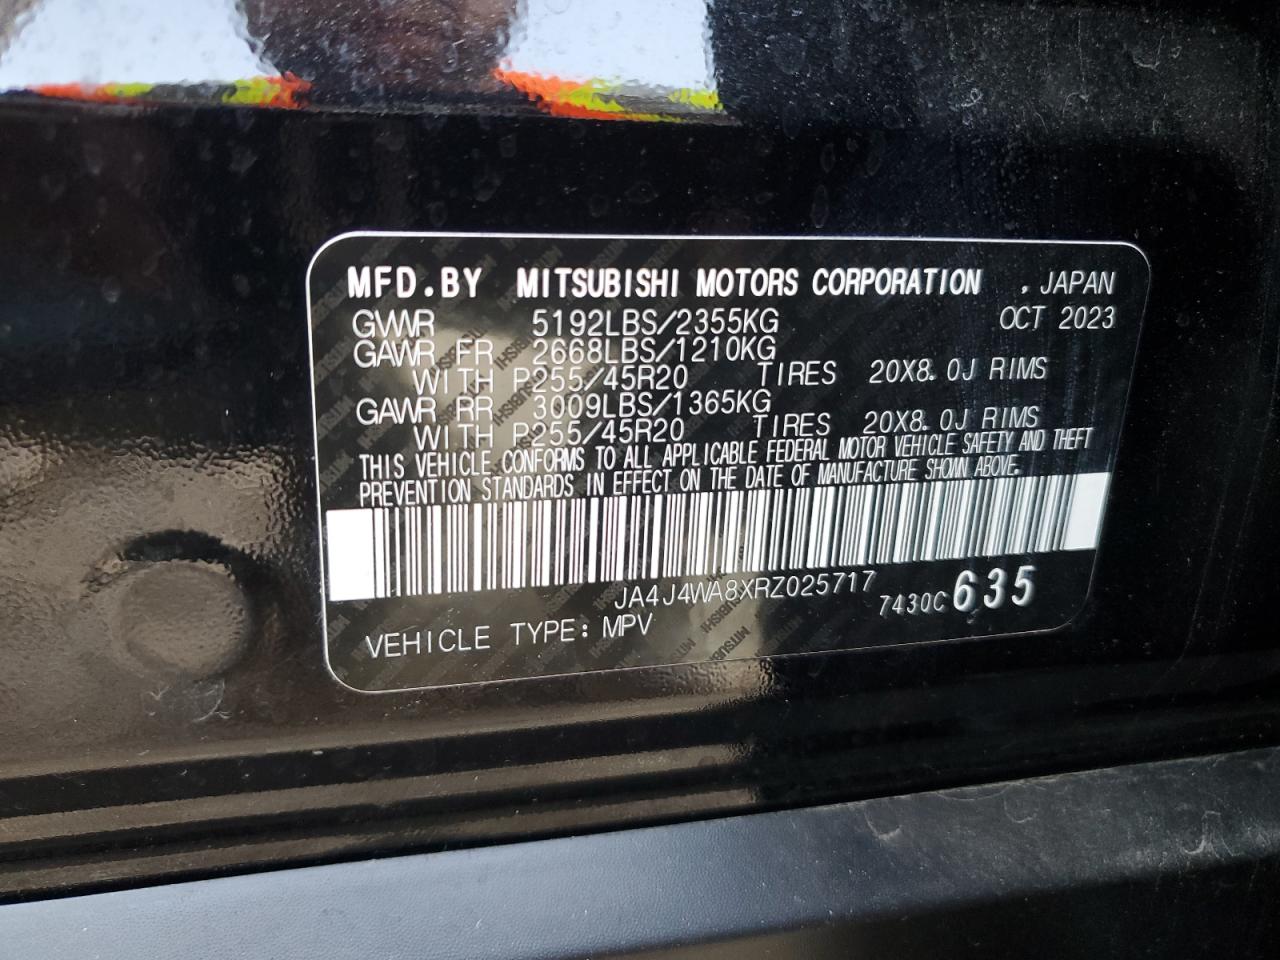 MFD.BY MITSUBISHI MOTORS CORPORATION , JAPAN
GVWR 5192LBS/2355KG OCT 2023
GAWR FR 2668LBS/1210KG
WITH P255/45R20 TIRES 20X8.0J RIMS
GAWR RR 3009LBS/1365KG
WITH P255/45R20 TIRES 20X8.0J RIMS
THIS VEHICLE CONFORMS TO ALL APPLICABLE FEDERAL MOTOR VEHICLE SAFETY AND THEFT
PREVENTION STANDARDS IN EFFECT ON THE DATE OF MANUFACTURE SHOWN ABOVE.
JA4J4WA8XRZ025717
7430C 635
VEHICLE TYPE: MPV